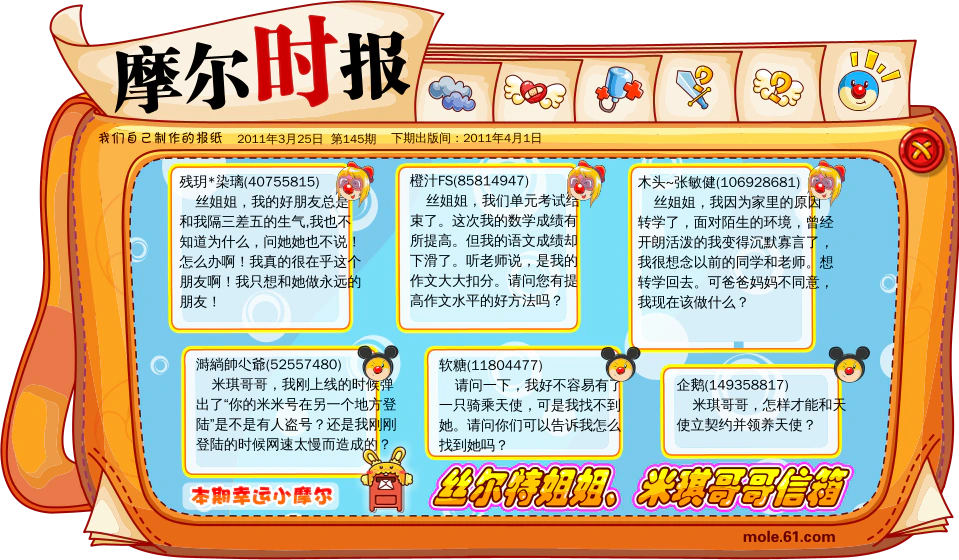 摩尔时报
我们自己制作的报纸 2011年3月25日 第145期 下期出版间：2011年4月1日
残玥*染璃(40755815)
丝姐姐，我的好朋友总是
和我隔三差五的生气,我也不
知道为什么，问她她也不说！
怎么办啊！我真的很在乎这个
朋友啊！我只想和她做永远的
朋友！
橙汁FS(85814947)
丝姐姐，我们单元考试结
束了。这次我的数学成绩有
所提高。但我的语文成绩却
下滑了。听老师说，是我的
作文大大扣分。请问您有提
高作文水平的好方法吗？
木头~张敏健(106928681)
丝姐姐，我因为家里的原因
转学了，面对陌生的环境，曾经
开朗活泼的我变得沉默寡言了，
我很想念以前的同学和老师。想
转学回去。可爸爸妈妈不同意，
我现在该做什么？
(52557480)
米琪哥哥，我刚上线的时候弹
出了“你的米米号在另一个地方登
陆”是不是有人盗号？还是我刚刚
登陆的时候网速太慢而造成的？
软糖(11804477)
请问一下，我好不容易有了
一只骑乘天使，可是我找不到
她。请问你们可以告诉我怎么
找到她吗？
企鹅(149358817)
米琪哥哥，怎样才能和天
使立契约并领养天使？
本期幸运小摩尔
丝尔特姐姐、米琪哥哥信箱
mole.61.com